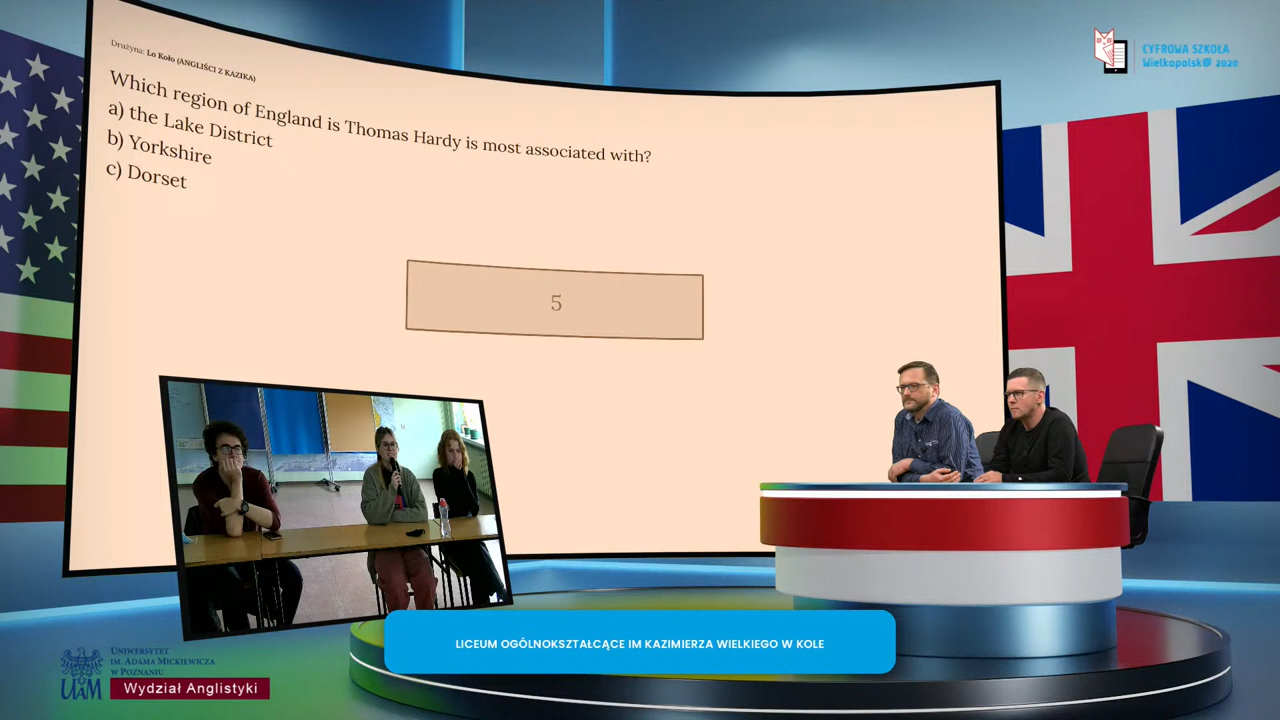 Drużyna: Lo Koło (ANGLIŚCI Z KAZIKA)
Which region of England is Thomas Hardy is most associated with?
a) the Lake District
b) Yorkshire
c) Dorset
5
CYFROWA SZKOŁA
Wielkopolsk@ 2020
LICEUM OGÓLNOKSZTAŁCĄCE IM KAZIMIERZA WIELKIEGO W KOLE
UNIWERSYTET
IM. ADAMA MICKIEWICZA
W POZNANIU
UAM
Wydział Anglistyki